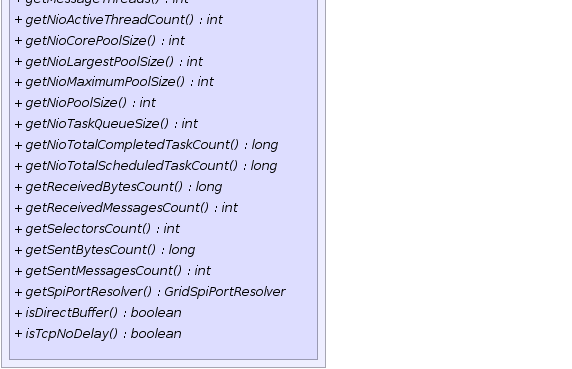 + getMessageThreads() : int
+ getNioActiveThreadCount() : int
+ getNioCorePoolSize() : int
+ getNioLargestPoolSize() : int
+ getNioMaximumPoolSize() : int
+ getNioPoolSize() : int
+ getNioTaskQueueSize() : int
+ getNioTotalCompletedTaskCount() : long
+ getNioTotalScheduledTaskCount() : long
+ getReceivedBytesCount() : long
+ getReceivedMessagesCount() : int
+ getSelectorsCount() : int
+ getSentBytesCount() : long
+ getSentMessagesCount() : int
+ getSpiPortResolver() : GridSpiPortResolver
+ isDirectBuffer() : boolean
+ isTcpNoDelay() : boolean